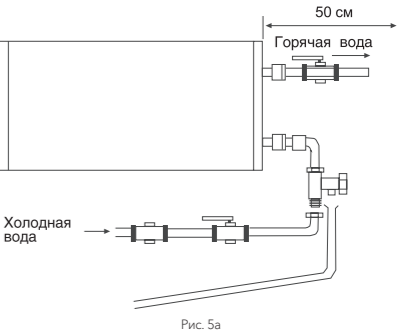 50 см
Горячая вода
Холодная
вода
Рис. 5а